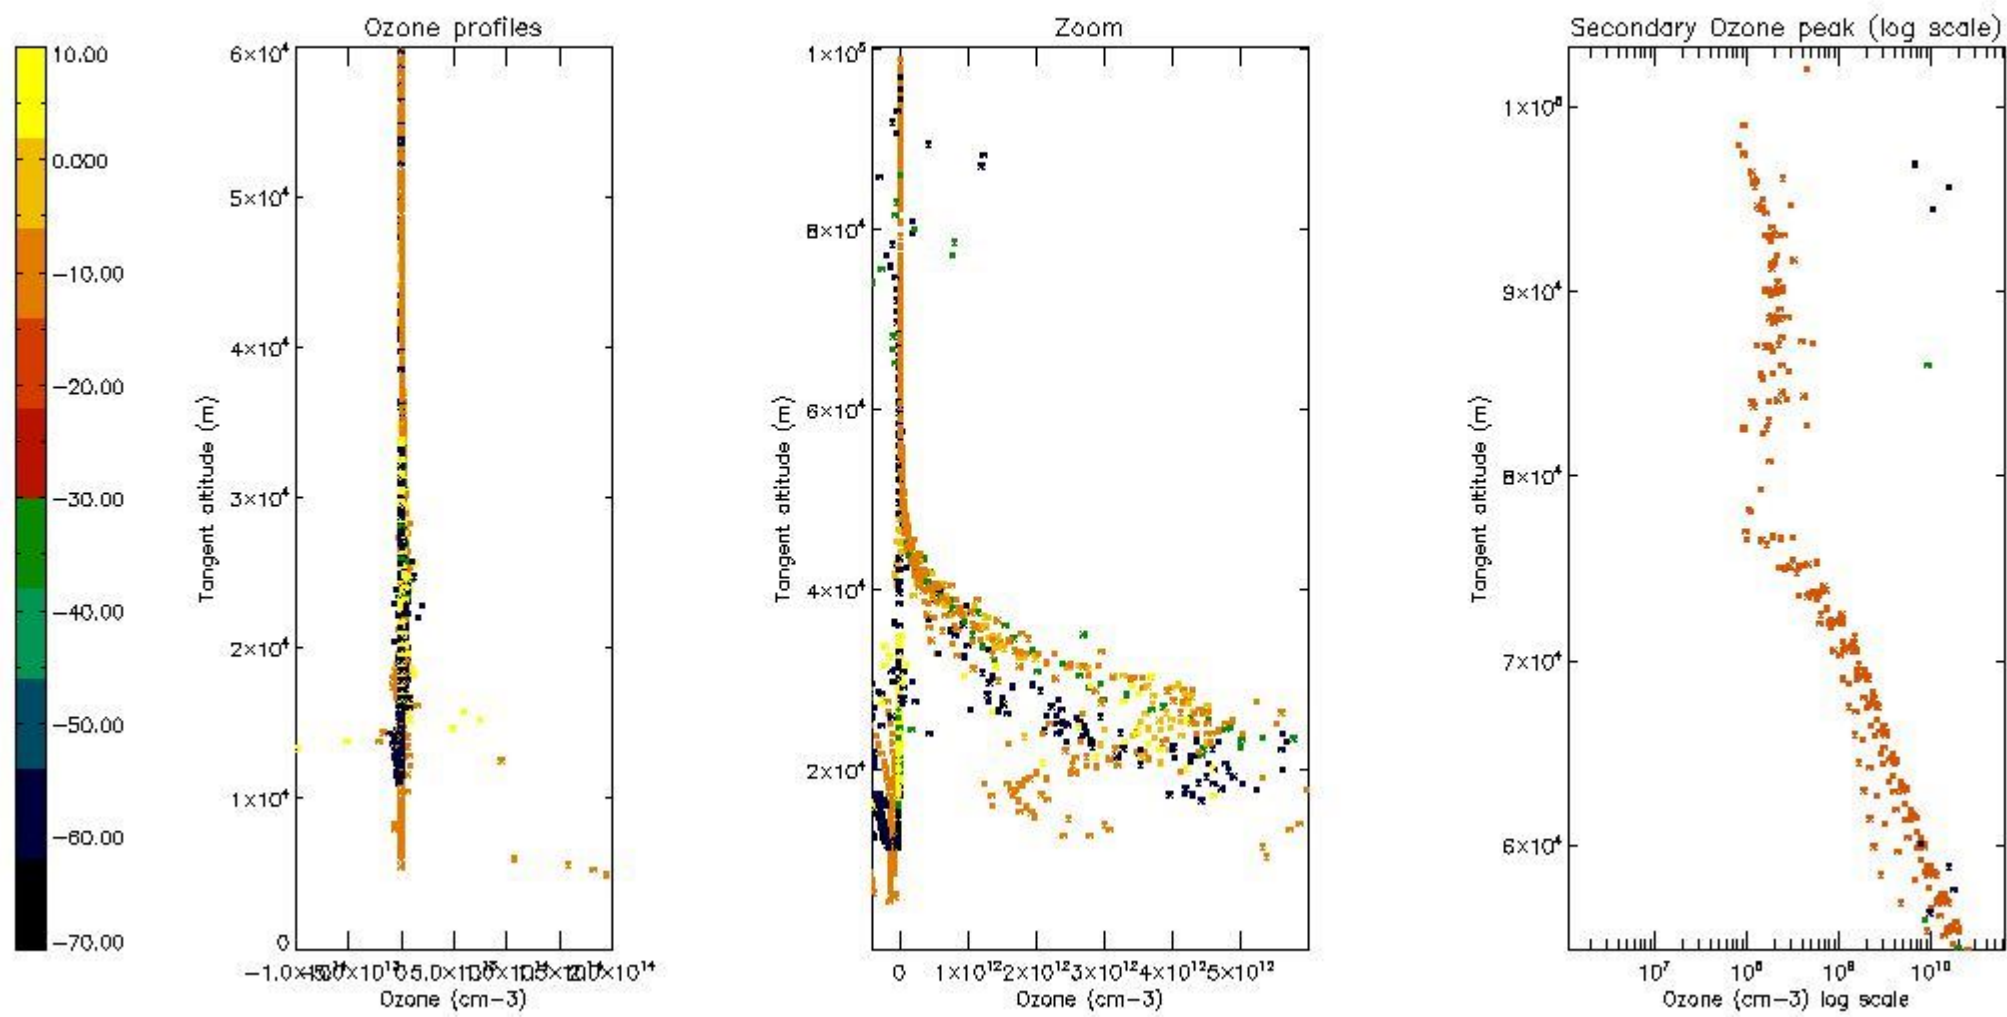 Ozone profiles
Zoom
Secondary Ozone peak (log scale)
10.00
0.000
−10.00
−20.00
−30.00
−40.00
−50.00
−60.00
−70.00
6×10⁴
5×10⁴
4×10⁴
3×10⁴
2×10⁴
1×10⁴
0
Tangent altitude (m)
Ozone (cm−3)
1×10⁵
8×10⁴
6×10⁴
4×10⁴
2×10⁴
Tangent altitude (m)
0 1×10¹² 2×10¹² 3×10¹² 4×10¹² 5×10¹²
Ozone (cm−3)
9×10⁴
8×10⁴
7×10⁴
6×10⁴
Tangent altitude (m)
10⁷ 10⁸ 10⁹ 10¹⁰
Ozone (cm−3) log scale